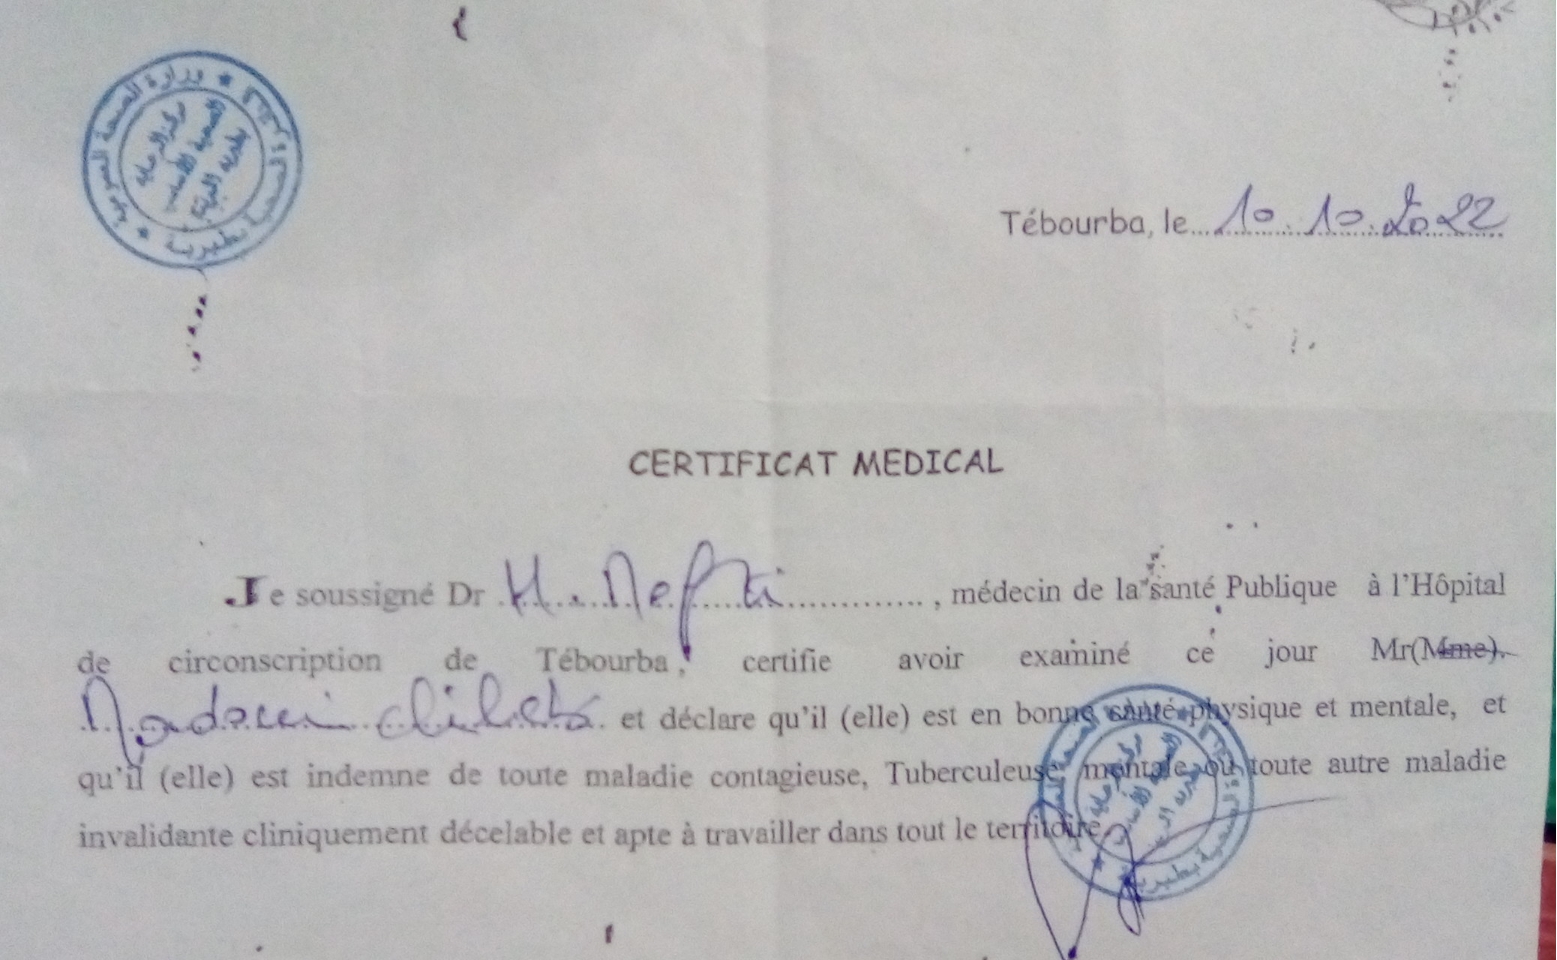 Tébourba, le... 10.10.2022
CERTIFICAT MEDICAL
Je soussigné Dr H. Nefti .............. , médecin de la santé Publique à l'Hôpital
de circonscription de Tébourba, certifie avoir examiné ce jour Mr(Mme).
et déclare qu'il (elle) est en bonne santé physique et mentale, et
qu'il (elle) est indemne de toute maladie contagieuse, Tuberculeuse, mentale ou toute autre maladie
invalidante cliniquement décelable et apte à travailler dans tout le territoire